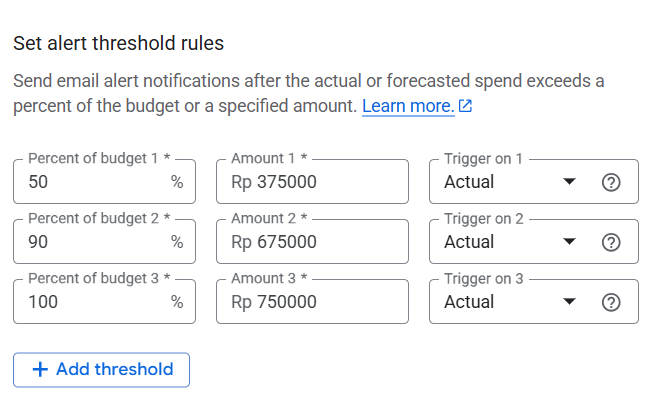 Set alert threshold rules
Send email alert notifications after the actual or forecasted spend exceeds a
percent of the budget or a specified amount. Learn more.
Percent of budget 1 * Amount 1 * Trigger on 1
50 % Rp 375000 Actual
Percent of budget 2 * Amount 2 * Trigger on 2
90 % Rp 675000 Actual
Percent of budget 3 * Amount 3 * Trigger on 3
100 % Rp 750000 Actual
+ Add threshold